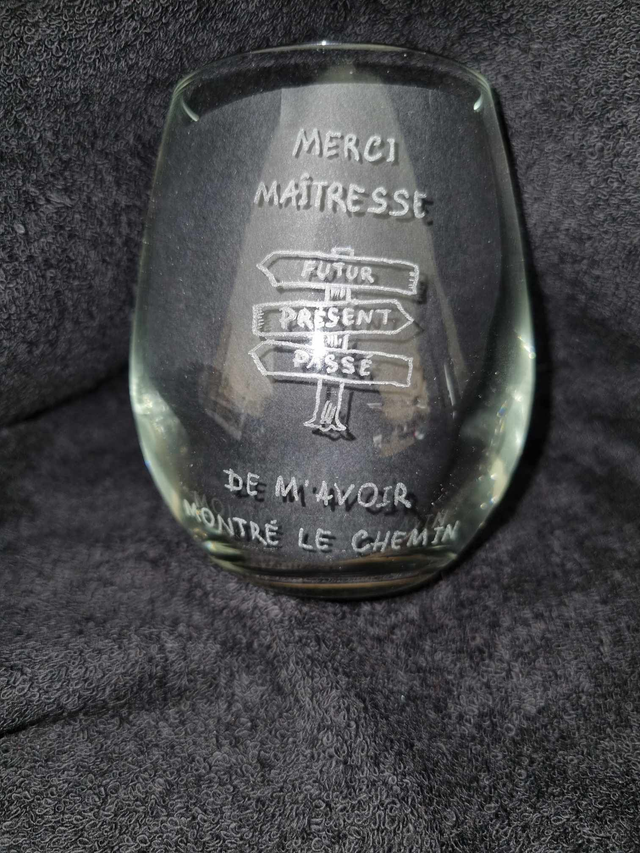 MERCI
MAÎTRESSE
FUTUR
PRÉSENT
PASSÉ
DE M'AVOIR
MONTRÉ LE CHEMIN